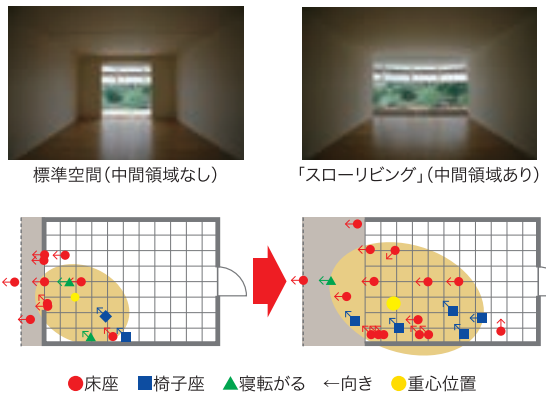 標準空間(中間領域なし)
「スローリビング」(中間領域あり)
床座 椅子座 寝転がる ←向き 重心位置